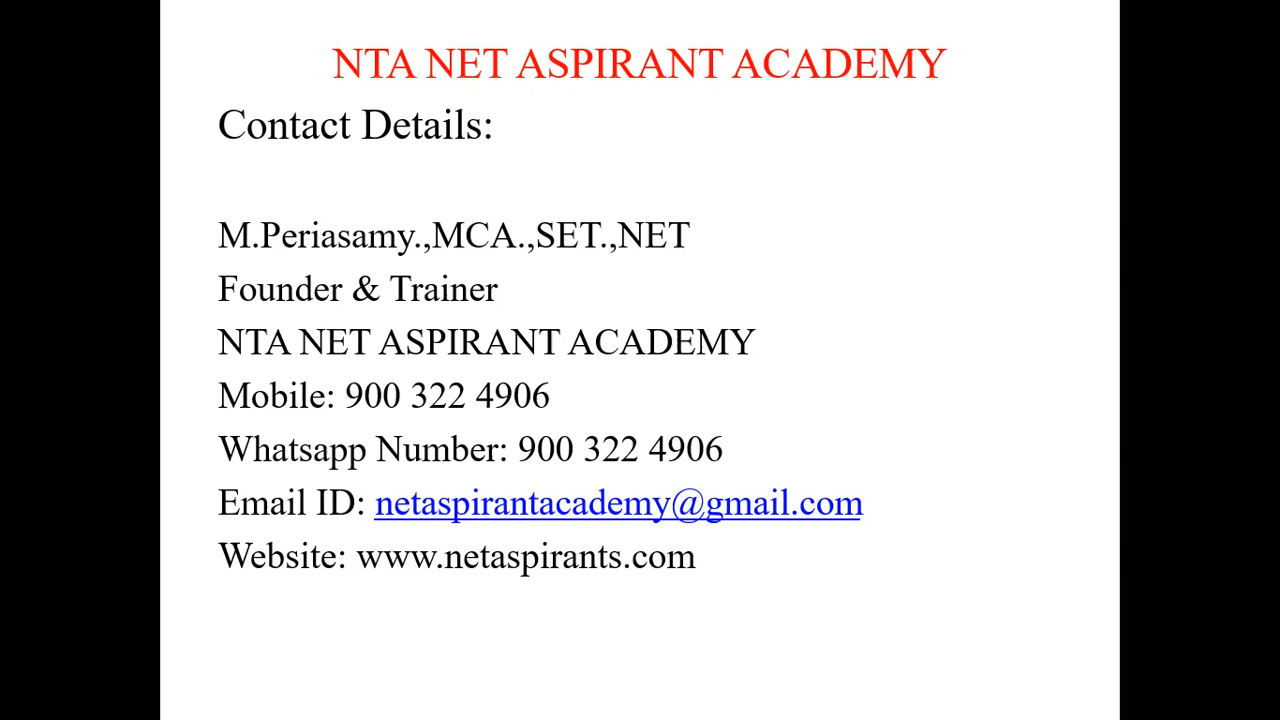 NTA NET ASPIRANT ACADEMY
Contact Details:
M.Periasamy.,MCA.,SET.,NET
Founder & Trainer
NTA NET ASPIRANT ACADEMY
Mobile: 900 322 4906
Whatsapp Number: 900 322 4906
Email ID: netaspirantacademy@gmail.com
Website: www.netaspirants.com